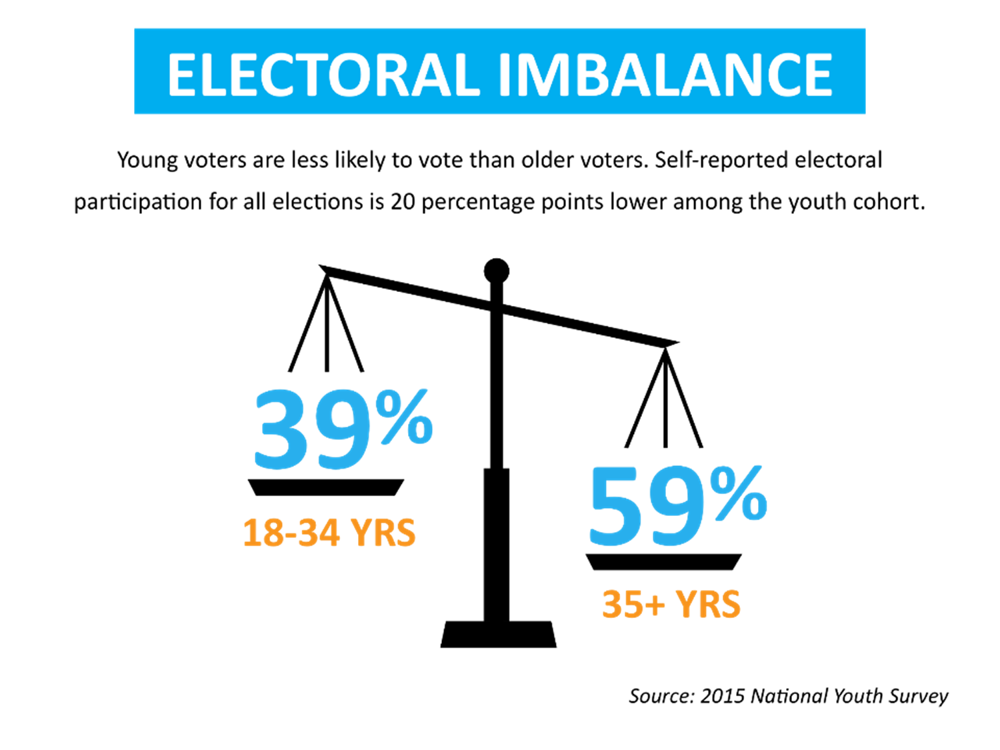 ELECTORAL IMBALANCE
Young voters are less likely to vote than older voters. Self-reported electoral
participation for all elections is 20 percentage points lower among the youth cohort.
39%
18-34 YRS
59%
35+ YRS
Source: 2015 National Youth Survey